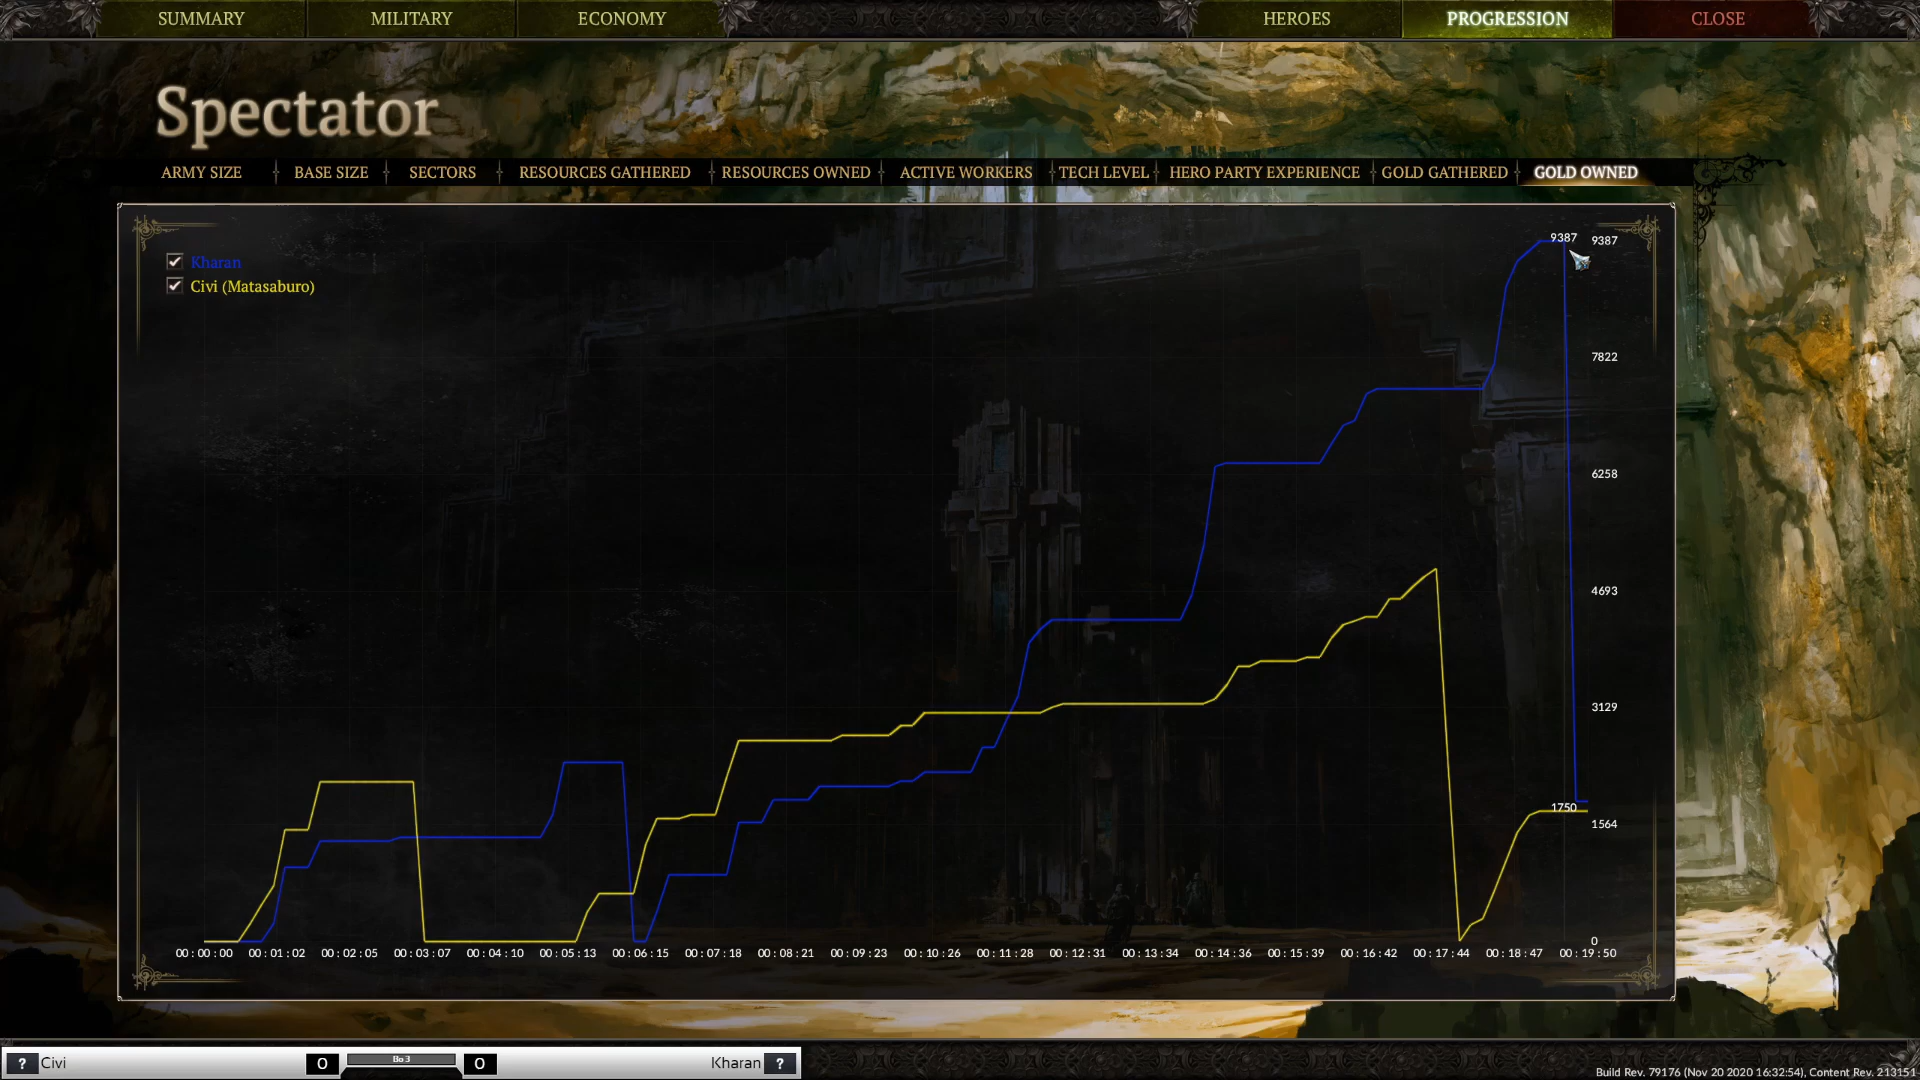 SUMMARY MILITARY ECONOMY HEROES PROGRESSION CLOSE
Spectator
ARMY SIZE BASE SIZE SECTORS RESOURCES GATHERED RESOURCES OWNED ACTIVE WORKERS TECH LEVEL HERO PARTY EXPERIENCE GOLD GATHERED GOLD OWNED
9387 9387
Kharan
Civi (Matasaburo)
7822
6258
4693
3129
1750
1564
0
00 : 00 : 00 00 : 01 : 02 00 : 02 : 05 00 : 03 : 07 00 : 04 : 10 00 : 05 : 13 00 : 06 : 15 00 : 07 : 18 00 : 08 : 21 00 : 09 : 23 00 : 10 : 26 00 : 11 : 28 00 : 12 : 31 00 : 13 : 34 00 : 14 : 36 00 : 15 : 39 00 : 16 : 42 00 : 17 : 44 00 : 18 : 47 00 : 19 : 50
? Civi 0 Bo 3 0 Kharan ?
Build Rev. 79176 (Nov 20 2020 16:32:54), Content Rev. 213151